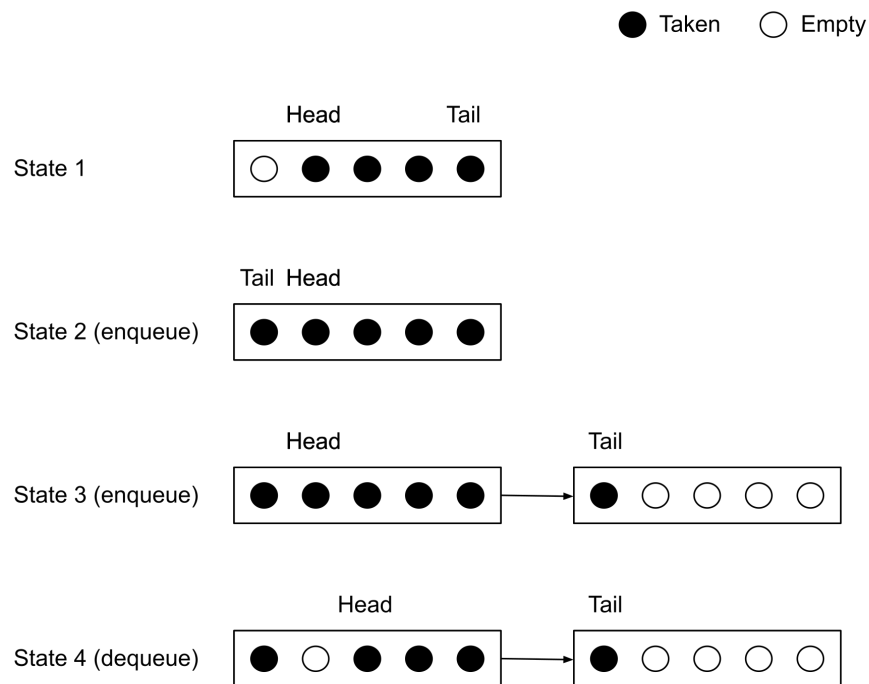 Taken Empty
Head Tail
State 1
Tail Head
State 2 (enqueue)
Head Tail
State 3 (enqueue)
Head Tail
State 4 (dequeue)